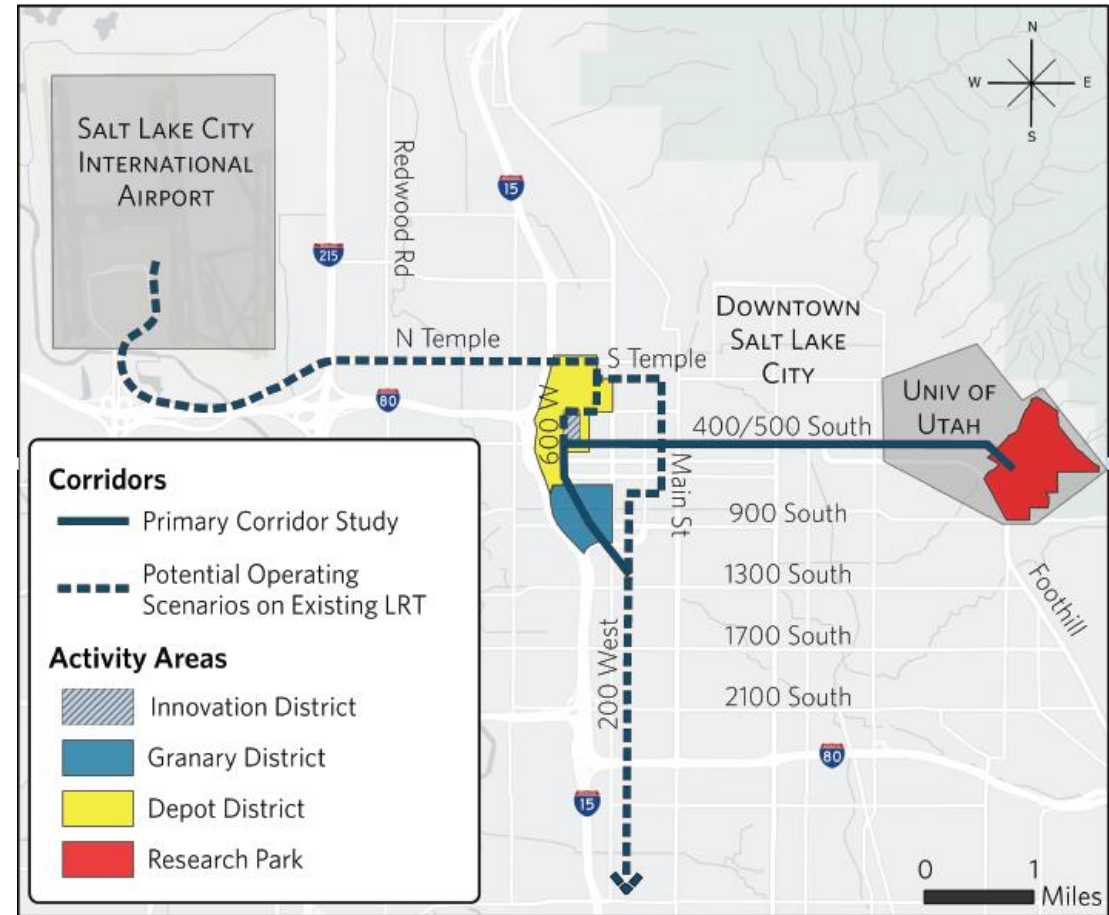 N
W E
S
SALT LAKE CITY
INTERNATIONAL
AIRPORT
Redwood Rd
15
215
DOWNTOWN
SALT LAKE
CITY
N Temple
S Temple
80
UNIV OF
UTAH
600 W
400/500 South
Main St
900 South
1300 South
Foothill
1700 South
200 West
2100 South
80
15
Corridors
Primary Corridor Study
Potential Operating
Scenarios on Existing LRT
Activity Areas
Innovation District
Granary District
Depot District
Research Park
0 1
Miles